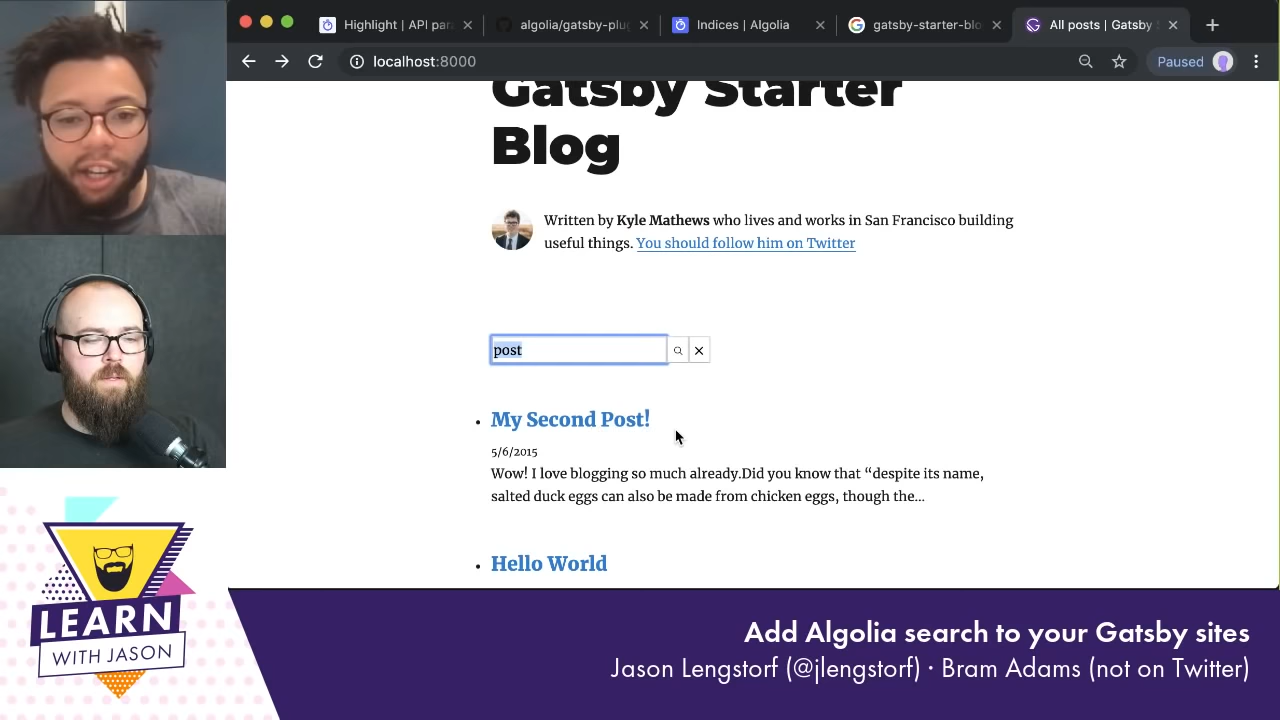 Highlight | API par
algolia/gatsby-plu
Indices | Algolia
gatsby-starter-blo
All posts | Gatsby
localhost:8000
Paused
Gatsby Starter
Blog
Written by Kyle Mathews who lives and works in San Francisco building
useful things. You should follow him on Twitter
post
My Second Post!
5/6/2015
Wow! I love blogging so much already.Did you know that “despite its name,
salted duck eggs can also be made from chicken eggs, though the...
Hello World
LEARN
WITH JASON
Add Algolia search to your Gatsby sites
Jason Lengstorf (@jlengstorf) · Bram Adams (not on Twitter)